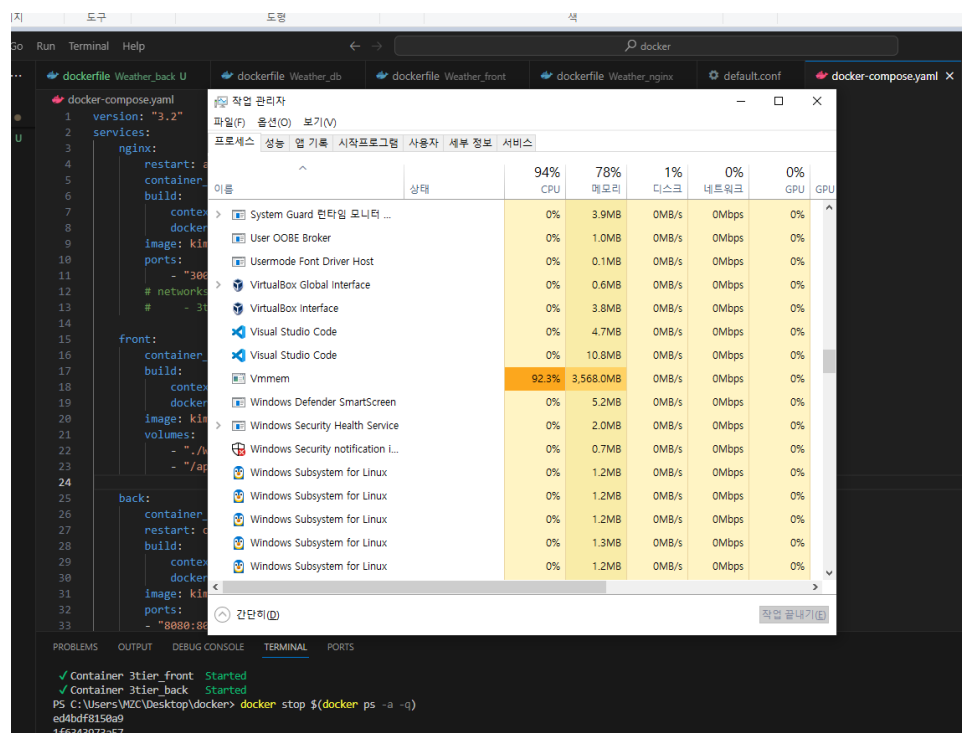 지 도구 도형 색
Go Run Terminal Help ← → docker
··· dockerfile Weather_back U dockerfile Weather_db dockerfile Weather_front dockerfile Weather_nginx default.conf docker-compose.yaml ×
docker-compose.yaml
U
1 version: "3.2"
2 services:
3 nginx:
4 restart: a
5 container_
6 build:
7 contex
8 docker
9 image: kim
10 ports:
11 - "300
12 # networks
13 # - 3t
14
15 front:
16 container_
17 build:
18 contex
19 docker
20 image: kim
21 volumes:
22 - "./W
23 - "/ap
24
25 back:
26 container_
27 restart: o
28 build:
29 contex
30 docker
31 image: kim
32 ports:
33 - "8080:80
작업 관리자
파일(F) 옵션(O) 보기(V)
프로세스 성능 앱 기록 시작프로그램 사용자 세부 정보 서비스
94% 78% 1% 0% 0%
이름 상태 CPU 메모리 디스크 네트워크 GPU GPU
System Guard 런타임 모니터 ... 0% 3.9MB 0MB/s 0Mbps 0%
User OOBE Broker 0% 1.0MB 0MB/s 0Mbps 0%
Usermode Font Driver Host 0% 0.1MB 0MB/s 0Mbps 0%
VirtualBox Global Interface 0% 0.6MB 0MB/s 0Mbps 0%
VirtualBox Interface 0% 3.8MB 0MB/s 0Mbps 0%
Visual Studio Code 0% 4.7MB 0MB/s 0Mbps 0%
Visual Studio Code 0% 10.8MB 0MB/s 0Mbps 0%
Vmmem 92.3% 3,568.0MB 0MB/s 0Mbps 0%
Windows Defender SmartScreen 0% 5.2MB 0MB/s 0Mbps 0%
Windows Security Health Service 0% 2.0MB 0MB/s 0Mbps 0%
Windows Security notification i... 0% 0.7MB 0MB/s 0Mbps 0%
Windows Subsystem for Linux 0% 1.2MB 0MB/s 0Mbps 0%
Windows Subsystem for Linux 0% 1.2MB 0MB/s 0Mbps 0%
Windows Subsystem for Linux 0% 1.2MB 0MB/s 0Mbps 0%
Windows Subsystem for Linux 0% 1.3MB 0MB/s 0Mbps 0%
Windows Subsystem for Linux 0% 1.2MB 0MB/s 0Mbps 0%
간단히(D) 작업 끝내기(E)
PROBLEMS OUTPUT DEBUG CONSOLE TERMINAL PORTS
✓ Container 3tier_front Started
✓ Container 3tier_back Started
PS C:\Users\MZC\Desktop\docker> docker stop $(docker ps -a -q)
ed4bdf8150a9
1f6343973a57